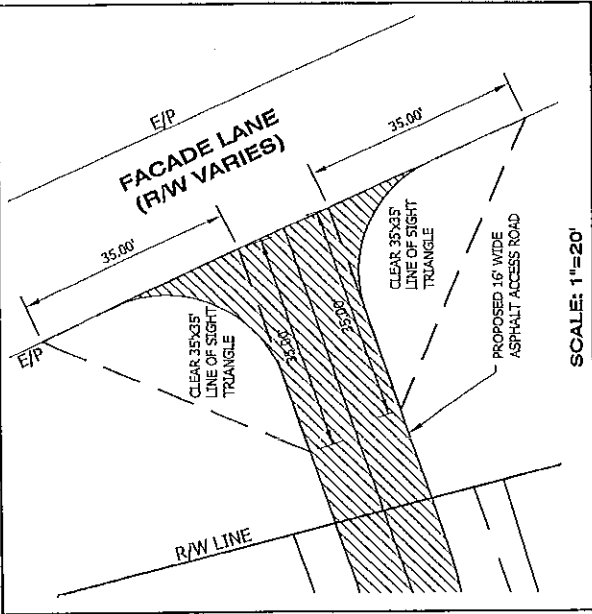 E/P
FACADE LANE
(R/W VARIES)
35.00'
35.00'
E/P
CLEAR 35'x35'
LINE OF SIGHT
TRIANGLE
35.00'
35.00'
CLEAR 35'x35'
LINE OF SIGHT
TRIANGLE
PROPOSED 16' WIDE
ASPHALT ACCESS ROAD
R/W LINE
SCALE: 1"=20'